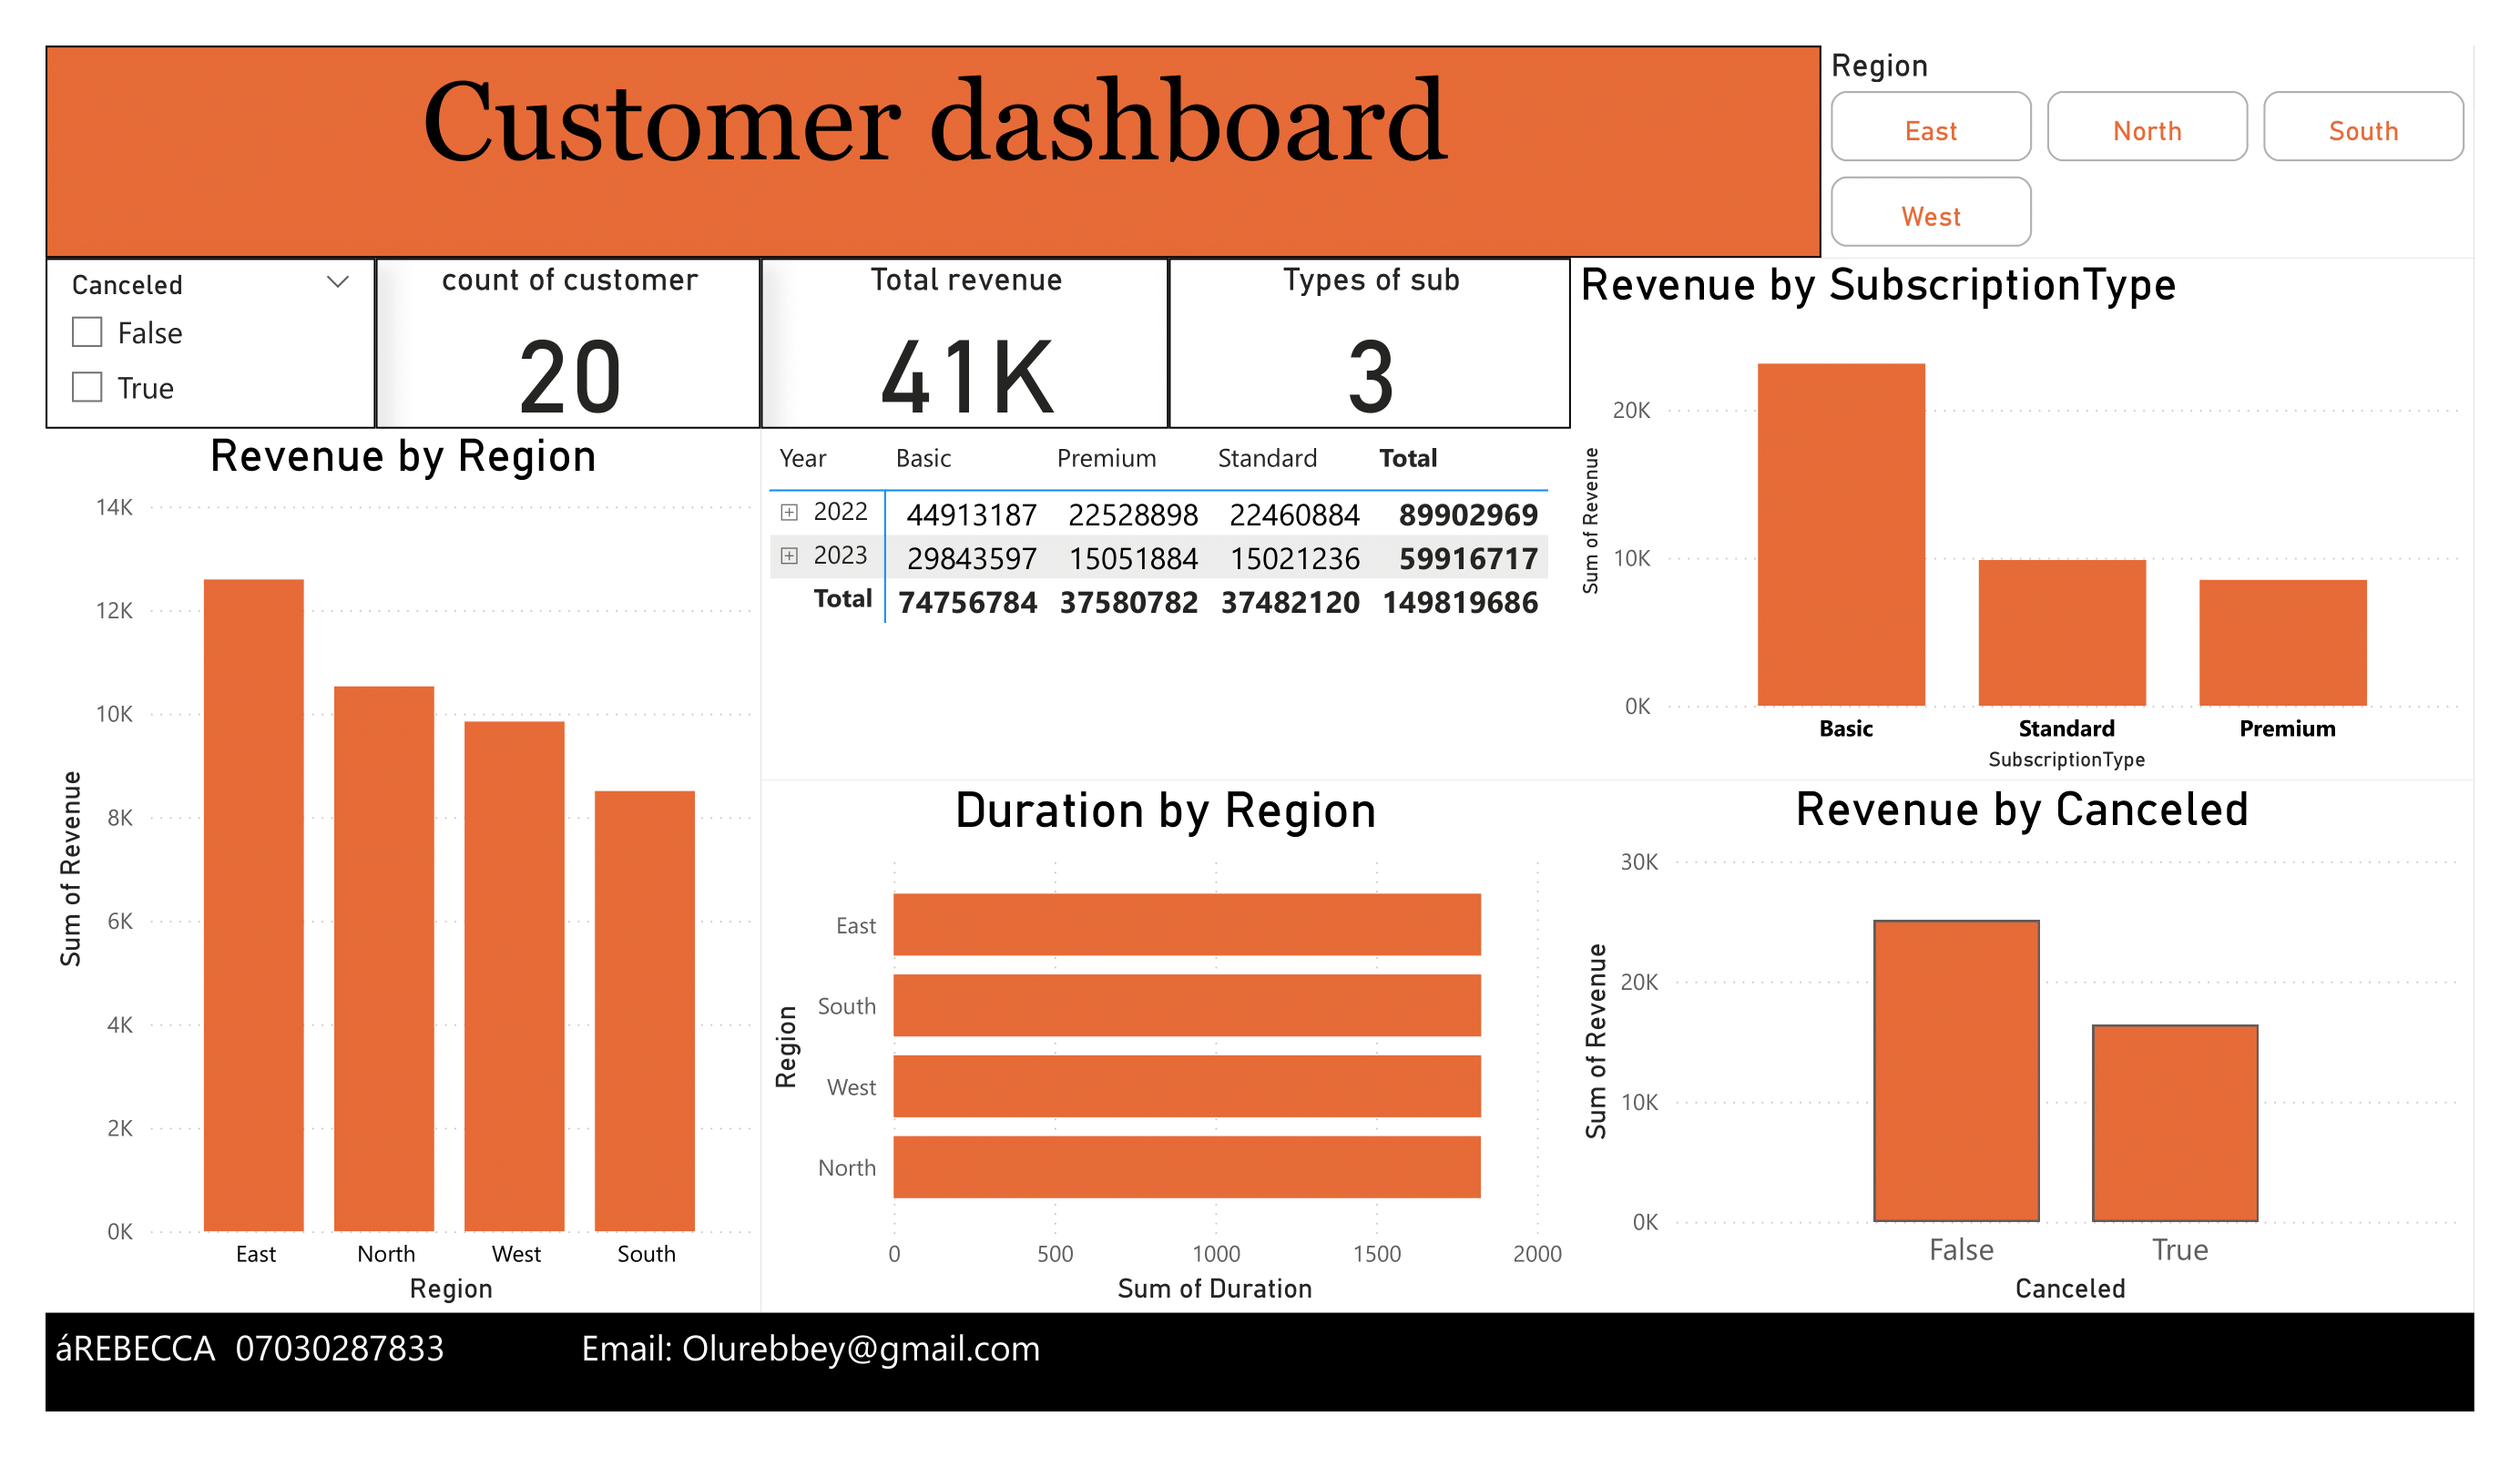 Customer dashboard
Region
East North South
West
Canceled
False
True
count of customer
20
Total revenue
41K
Types of sub
3
Revenue by SubscriptionType
Sum of Revenue
20K
10K
0K
Basic Standard Premium
SubscriptionType
Revenue by Region
Sum of Revenue
14K
12K
10K
8K
6K
4K
2K
0K
East North West South
Region
Year Basic Premium Standard Total
2022 44913187 22528898 22460884 89902969
2023 29843597 15051884 15021236 59916717
Total 74756784 37580782 37482120 149819686
Duration by Region
Region
East
South
West
North
0 500 1000 1500 2000
Sum of Duration
Revenue by Canceled
Sum of Revenue
30K
20K
10K
0K
False True
Canceled
áREBECCA 07030287833 Email: Olurebbey@gmail.com